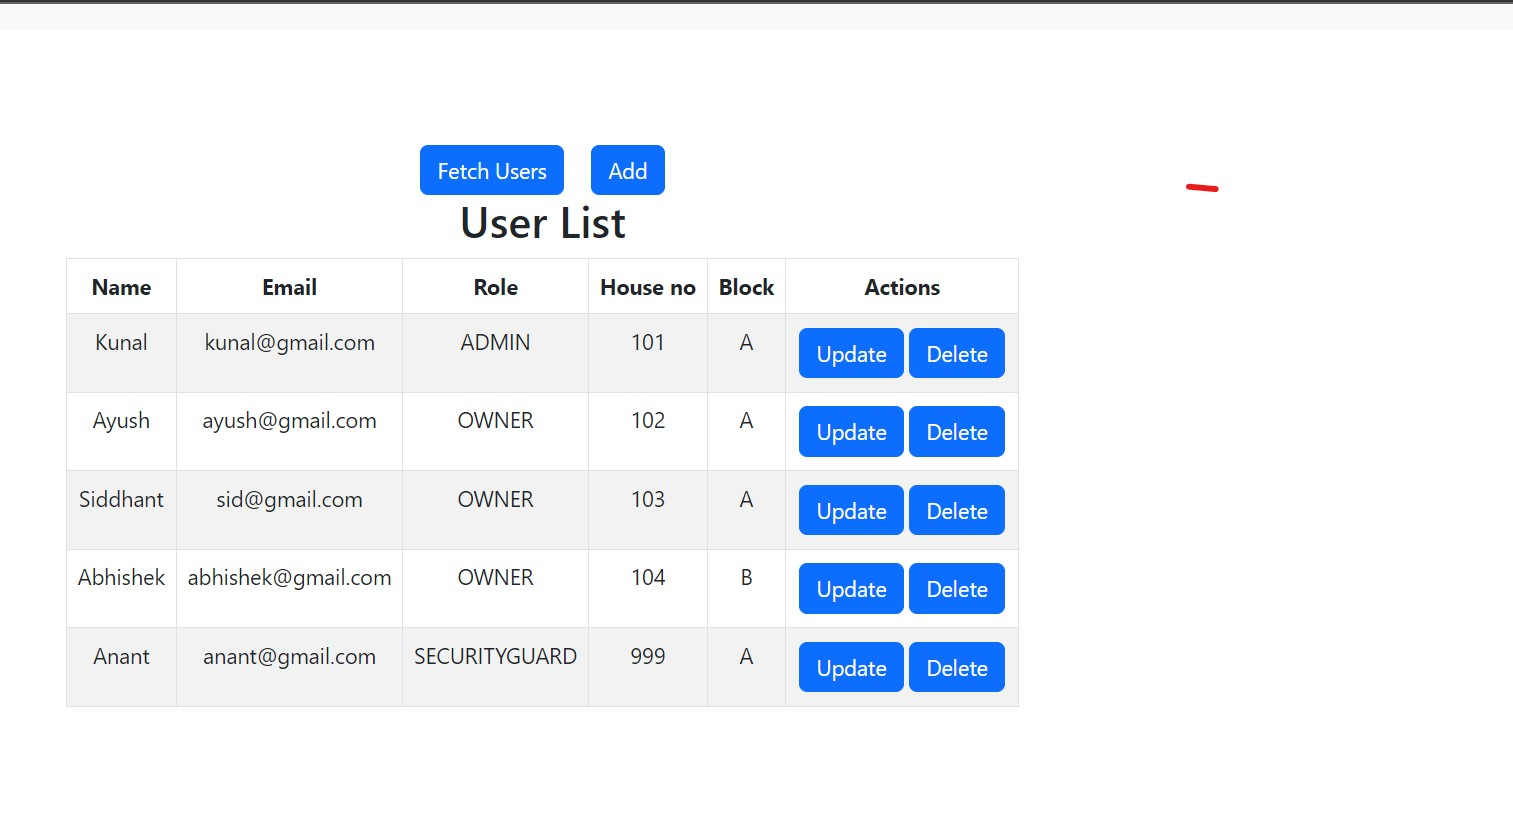 Fetch Users Add
User List
Name Email Role House no Block Actions
Kunal kunal@gmail.com ADMIN 101 A Update Delete
Ayush ayush@gmail.com OWNER 102 A Update Delete
Siddhant sid@gmail.com OWNER 103 A Update Delete
Abhishek abhishek@gmail.com OWNER 104 B Update Delete
Anant anant@gmail.com SECURITYGUARD 999 A Update Delete